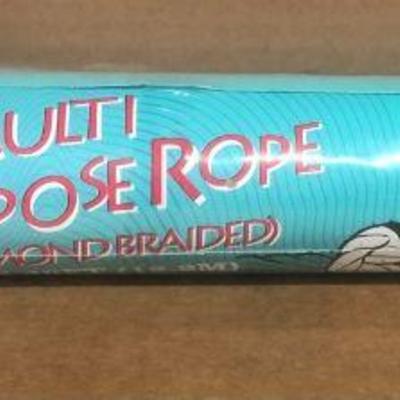 ULTI
POSE ROPE
MOND BRAIDED)